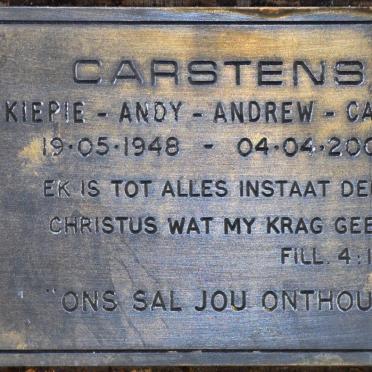 CARSTENS
KIEPIE - ANDY - ANDREW - CA
19·05·1948 - 04·04·200
EK IS TOT ALLES INSTAAT DE
CHRISTUS WAT MY KRAG GEE
FILL. 4:1
"ONS SAL JOU ONTHOU